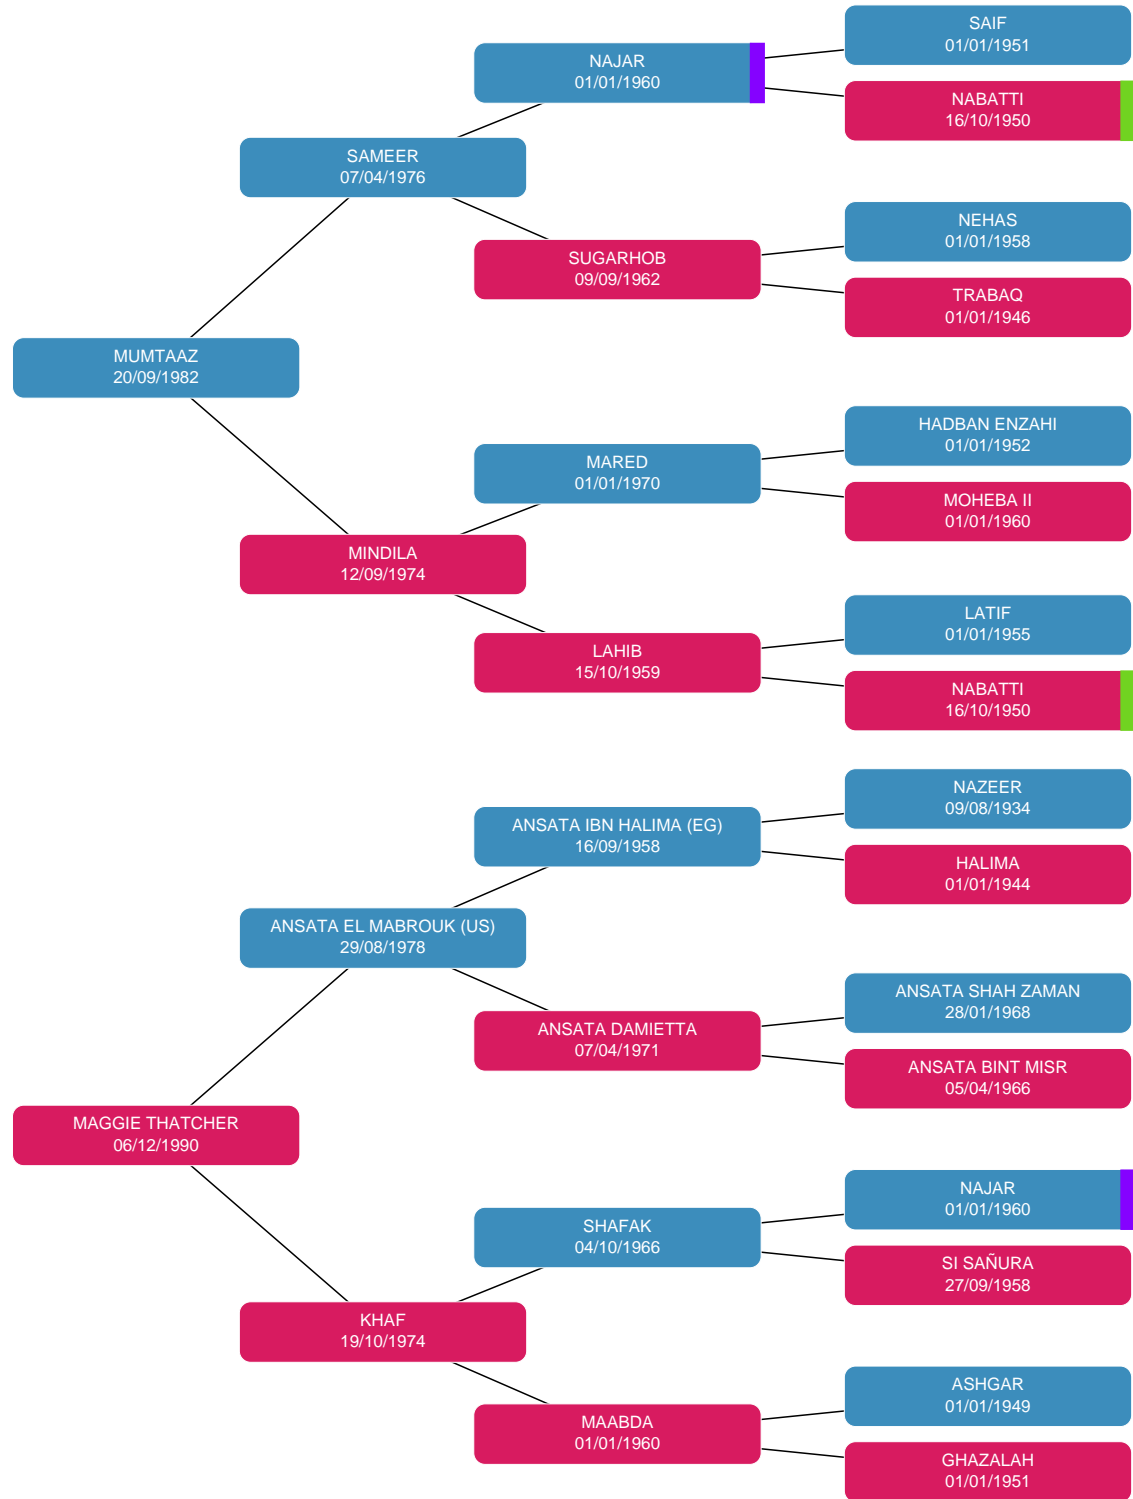 SAIF
01/01/1951
NAJAR
01/01/1960
NABATTI
16/10/1950
SAMEER
07/04/1976
NEHAS
01/01/1958
SUGARHOB
09/09/1962
TRABAQ
01/01/1946
MUMTAAZ
20/09/1982
HADBAN ENZAHI
01/01/1952
MARED
01/01/1970
MOHEBA II
01/01/1960
MINDILA
12/09/1974
LATIF
01/01/1955
LAHIB
15/10/1959
NABATTI
16/10/1950
NAZEER
09/08/1934
ANSATA IBN HALIMA (EG)
16/09/1958
HALIMA
01/01/1944
ANSATA EL MABROUK (US)
29/08/1978
ANSATA SHAH ZAMAN
28/01/1968
ANSATA DAMIETTA
07/04/1971
ANSATA BINT MISR
05/04/1966
MAGGIE THATCHER
06/12/1990
NAJAR
01/01/1960
SHAFAK
04/10/1966
SI SAÑURA
27/09/1958
KHAF
19/10/1974
ASHGAR
01/01/1949
MAABDA
01/01/1960
GHAZALAH
01/01/1951